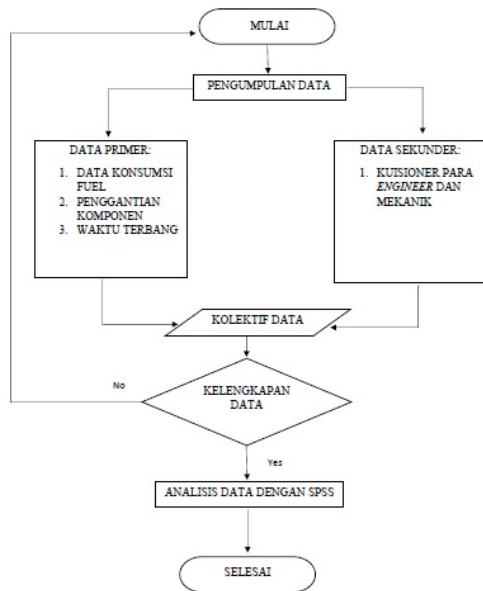 MULAI
PENGUMPULAN DATA
DATA PRIMER:
1. DATA KONSUMSI
FUEL
2. PENGGANTIAN
KOMPONEN
3. WAKTU TERBANG
DATA SEKUNDER:
1. KUISIONER PARA
ENGINEER DAN
MEKANIK
KOLEKTIF DATA
No
KELENGKAPAN
DATA
Yes
ANALISIS DATA DENGAN SPSS
SELESAI